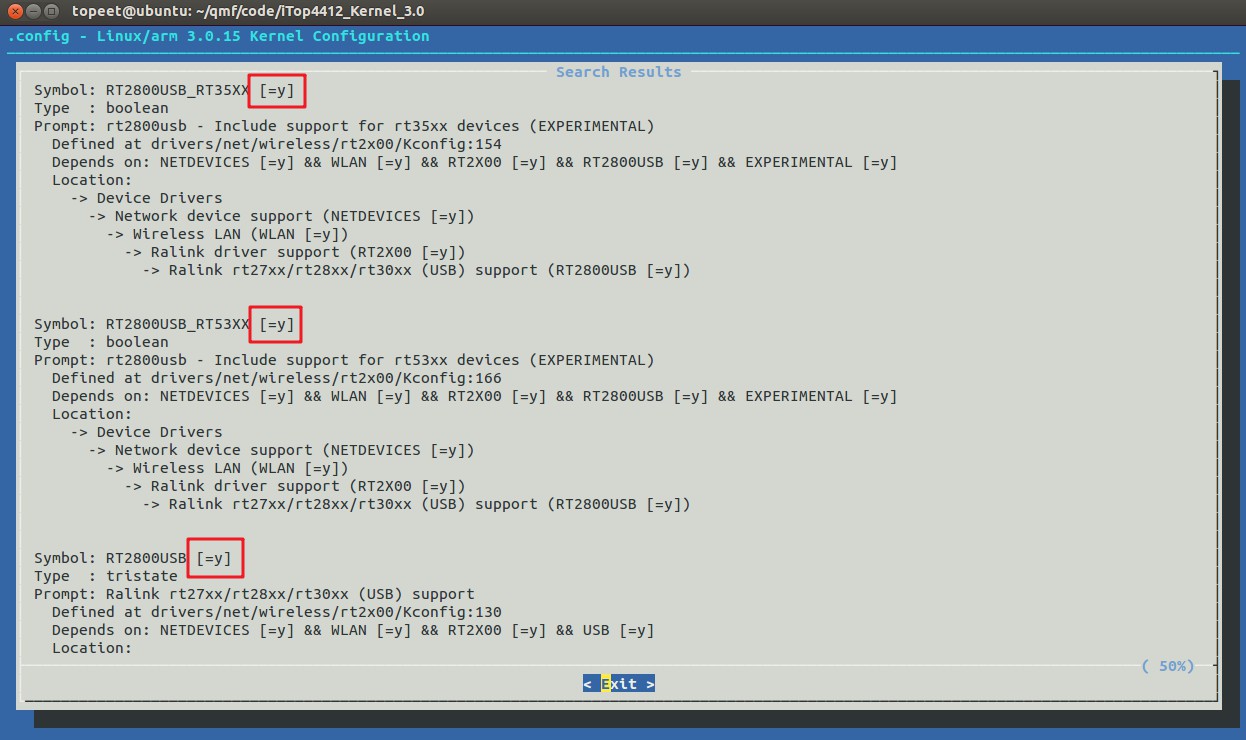 topeet@ubuntu: ~/qmf/code/iTop4412_Kernel_3.0
.config - Linux/arm 3.0.15 Kernel Configuration
Search Results
Symbol: RT2800USB_RT35XX [=y]
Type  : boolean
Prompt: rt2800usb - Include support for rt35xx devices (EXPERIMENTAL)
  Defined at drivers/net/wireless/rt2x00/Kconfig:154
  Depends on: NETDEVICES [=y] && WLAN [=y] && RT2X00 [=y] && RT2800USB [=y] && EXPERIMENTAL [=y]
  Location:
    -> Device Drivers
      -> Network device support (NETDEVICES [=y])
        -> Wireless LAN (WLAN [=y])
          -> Ralink driver support (RT2X00 [=y])
            -> Ralink rt27xx/rt28xx/rt30xx (USB) support (RT2800USB [=y])
Symbol: RT2800USB_RT53XX [=y]
Type  : boolean
Prompt: rt2800usb - Include support for rt53xx devices (EXPERIMENTAL)
  Defined at drivers/net/wireless/rt2x00/Kconfig:166
  Depends on: NETDEVICES [=y] && WLAN [=y] && RT2X00 [=y] && RT2800USB [=y] && EXPERIMENTAL [=y]
  Location:
    -> Device Drivers
      -> Network device support (NETDEVICES [=y])
        -> Wireless LAN (WLAN [=y])
          -> Ralink driver support (RT2X00 [=y])
            -> Ralink rt27xx/rt28xx/rt30xx (USB) support (RT2800USB [=y])
Symbol: RT2800USB [=y]
Type  : tristate
Prompt: Ralink rt27xx/rt28xx/rt30xx (USB) support
  Defined at drivers/net/wireless/rt2x00/Kconfig:130
  Depends on: NETDEVICES [=y] && WLAN [=y] && RT2X00 [=y] && USB [=y]
  Location:
( 50%)
< Exit >